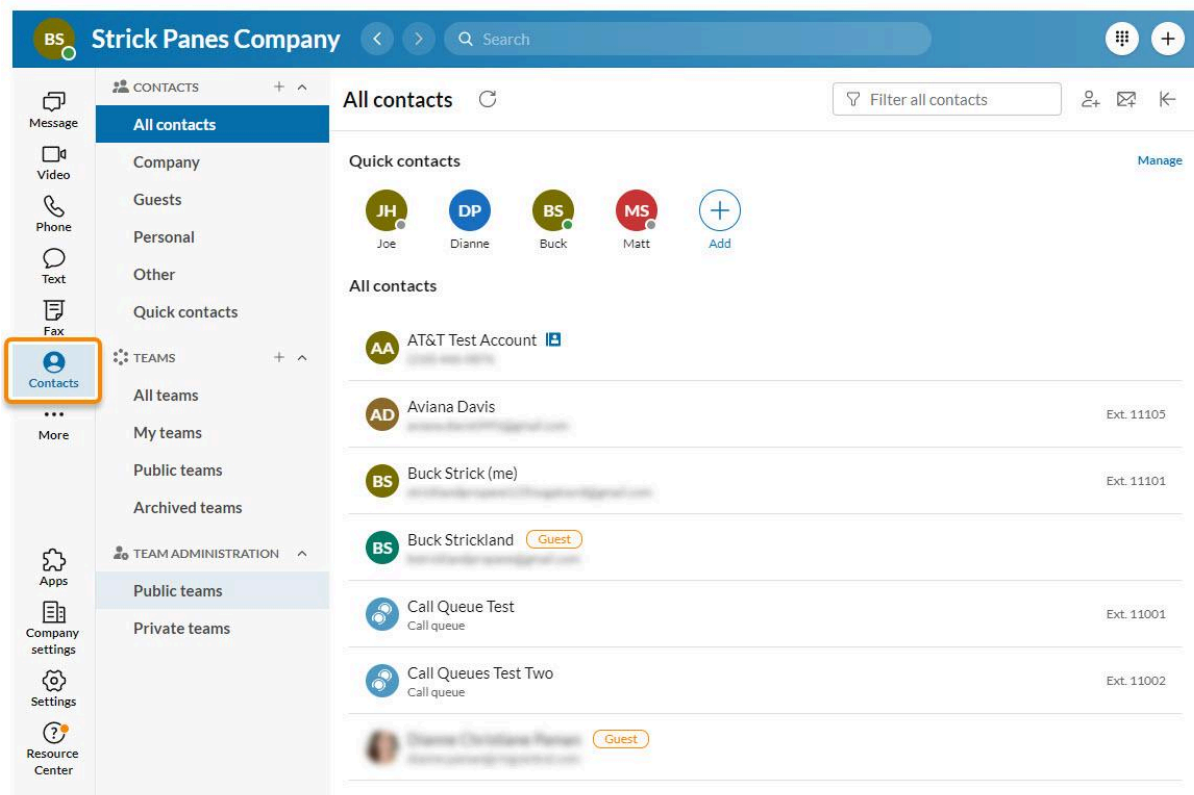 BS Strick Panes Company Search
Message
Video
Phone
Text
Fax
Contacts
More
Apps
Company
settings
Settings
Resource
Center
CONTACTS
All contacts
Company
Guests
Personal
Other
Quick contacts
TEAMS
All teams
My teams
Public teams
Archived teams
TEAM ADMINISTRATION
Public teams
Private teams
All contacts Filter all contacts
Quick contacts Manage
JH DP BS MS
Joe Dianne Buck Matt Add
All contacts
AA AT&T Test Account
AD Aviana Davis Ext. 11105
BS Buck Strick (me) Ext. 11101
BS Buck Strickland Guest
Call Queue Test Ext. 11001
Call queue
Call Queues Test Two Ext. 11002
Call queue
Guest